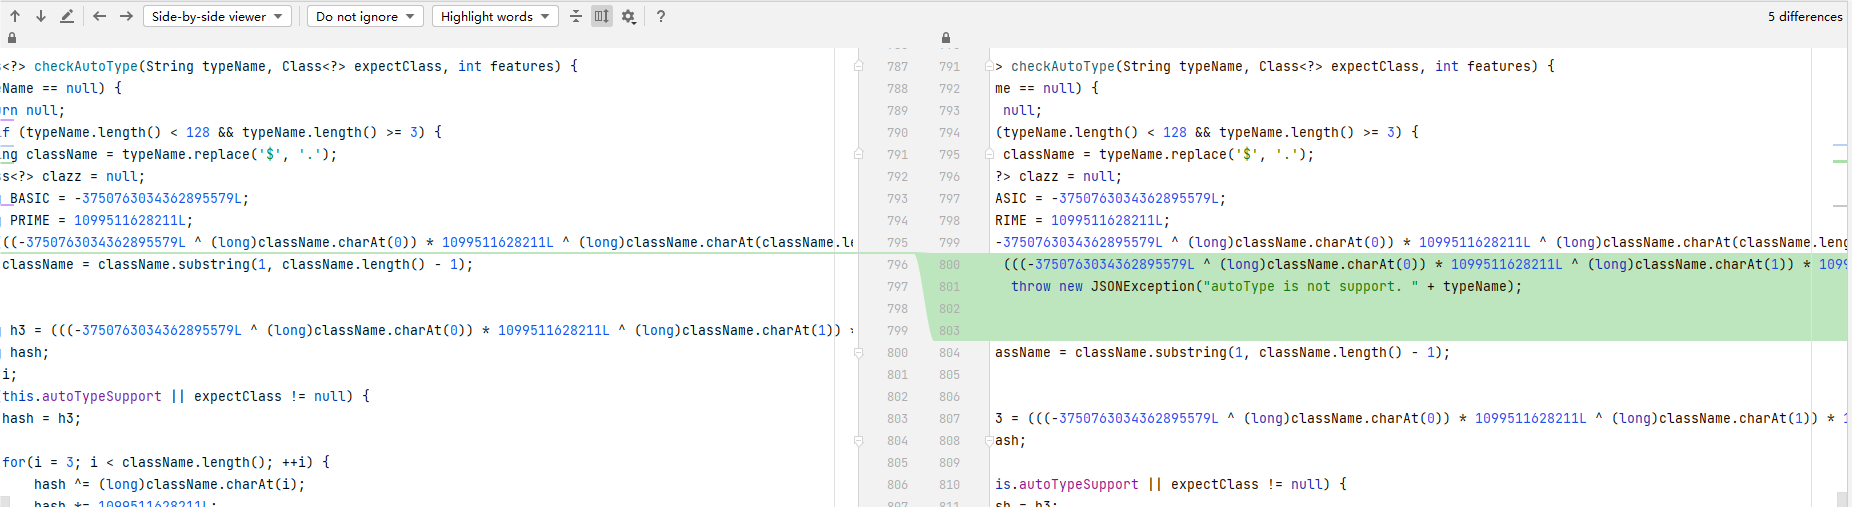 Side-by-side viewer Do not ignore Highlight words ? 5 differences
s<?> checkAutoType(String typeName, Class<?> expectClass, int features) {
eName == null) {
urn null;
if (typeName.length() < 128 && typeName.length() >= 3) {
ing className = typeName.replace('$', '.');
ss<?> clazz = null;
g BASIC = -3750763034362895579L;
g PRIME = 1099511628211L;
(((-3750763034362895579L ^ (long)className.charAt(0)) * 1099511628211L ^ (long)className.charAt(className.le
className = className.substring(1, className.length() - 1);
g h3 = (((-3750763034362895579L ^ (long)className.charAt(0)) * 1099511628211L ^ (long)className.charAt(1)) *
g hash;
i;
(this.autoTypeSupport || expectClass != null) {
hash = h3;
for(i = 3; i < className.length(); ++i) {
hash ^= (long)className.charAt(i);
hash *= 1099511628211L;
787 791
788 792
789 793
790 794
791 795
792 796
793 797
794 798
795 799
796 800
797 801
798 802
799 803
800 804
801 805
802 806
803 807
804 808
805 809
806 810
807 811
> checkAutoType(String typeName, Class<?> expectClass, int features) {
me == null) {
null;
(typeName.length() < 128 && typeName.length() >= 3) {
className = typeName.replace('$', '.');
?> clazz = null;
ASIC = -3750763034362895579L;
RIME = 1099511628211L;
-3750763034362895579L ^ (long)className.charAt(0)) * 1099511628211L ^ (long)className.charAt(className.leng
(((-3750763034362895579L ^ (long)className.charAt(0)) * 1099511628211L ^ (long)className.charAt(1)) * 1099
throw new JSONException("autoType is not support. " + typeName);
assName = className.substring(1, className.length() - 1);
3 = (((-3750763034362895579L ^ (long)className.charAt(0)) * 1099511628211L ^ (long)className.charAt(1)) * 1
ash;
is.autoTypeSupport || expectClass != null) {
sh = h3;